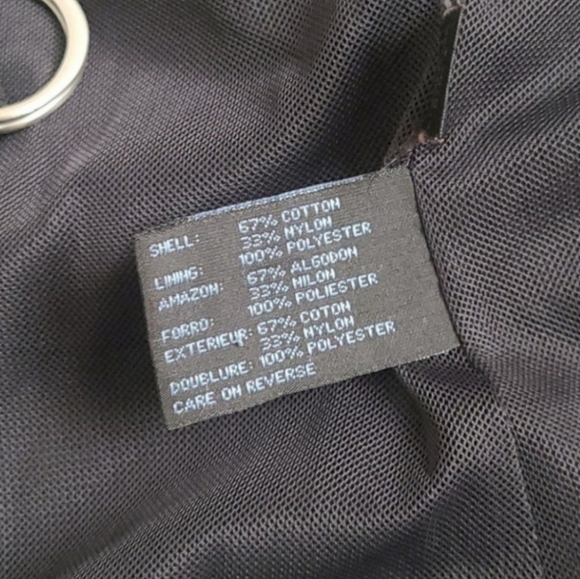 SHELL: 67% COTTON
33% NYLON
LINING: 100% POLYESTER
AMAZON: 67% ALGODON
33% NILON
FORRO: 100% POLIESTER
EXTERIEUR: 67% COTON
33% NYLON
DOUBLURE: 100% POLYESTER
CARE ON REVERSE